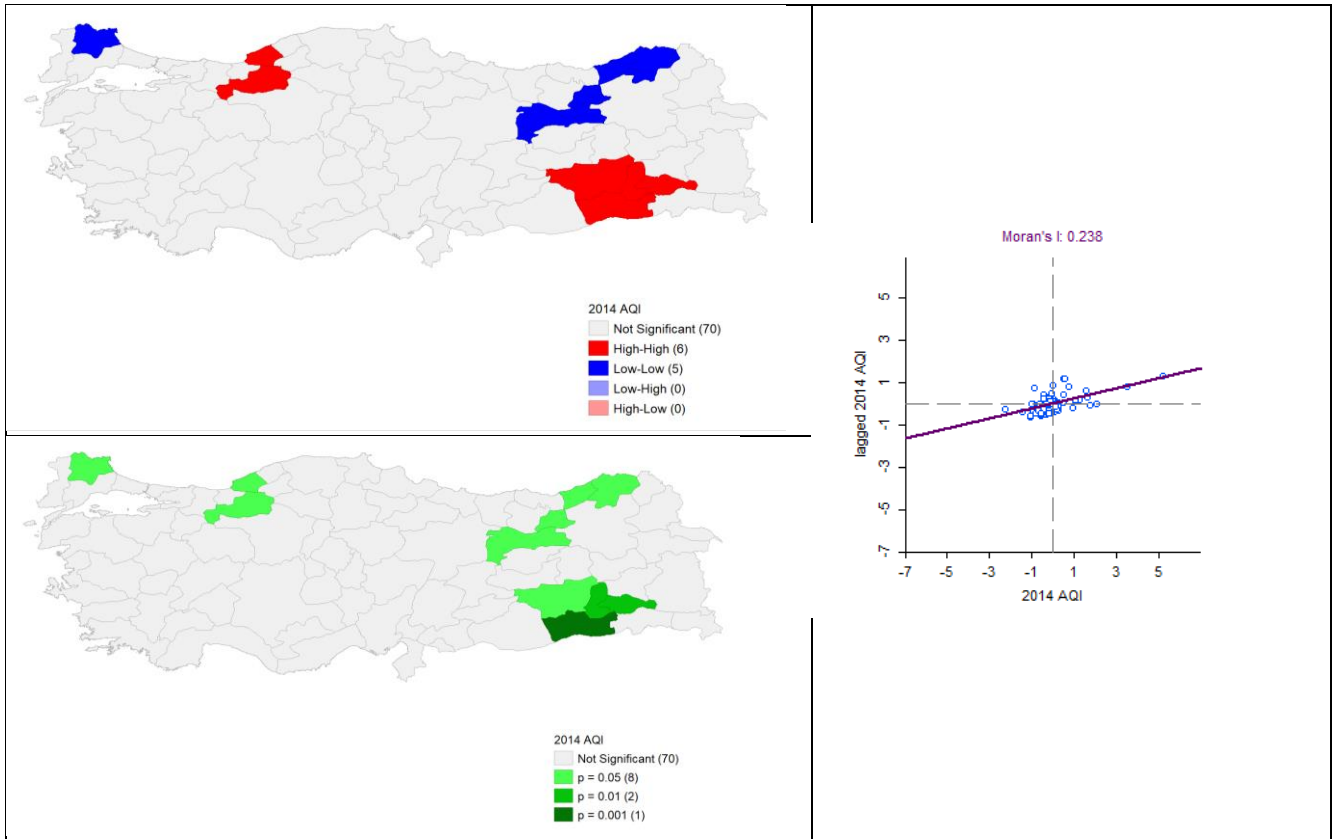 2014 AQI
Not Significant (70)
High-High (6)
Low-Low (5)
Low-High (0)
High-Low (0)
2014 AQI
Not Significant (70)
p = 0.05 (8)
p = 0.01 (2)
p = 0.001 (1)
Moran's I: 0.238
lagged 2014 AQI
5
3
1
-1
-3
-5
-7
-7 -5 -3 -1 1 3 5
2014 AQI